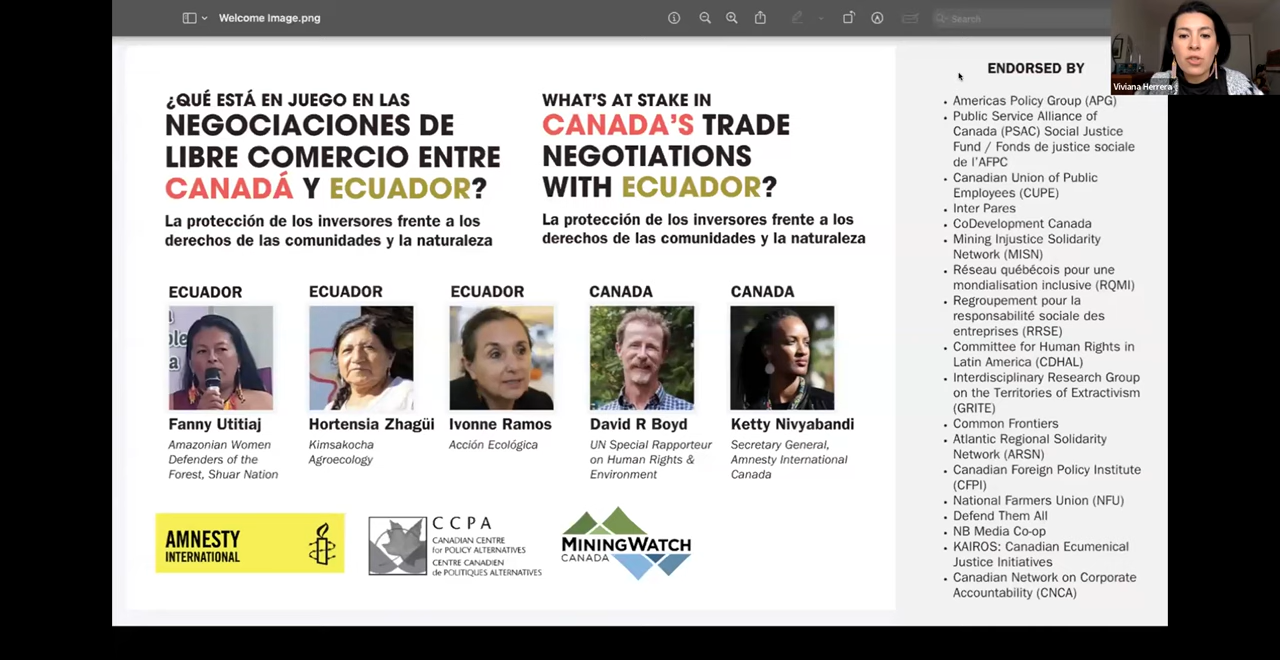 Welcome Image.png
Search
¿QUÉ ESTÁ EN JUEGO EN LAS
NEGOCIACIONES DE
LIBRE COMERCIO ENTRE
CANADÁ Y ECUADOR?
La protección de los inversores frente a los
derechos de las comunidades y la naturaleza
WHAT'S AT STAKE IN
CANADA'S TRADE
NEGOTIATIONS
WITH ECUADOR?
La protección de los inversores frente a los
derechos de las comunidades y la naturaleza
ECUADOR
Fanny Utitiaj
Amazonian Women
Defenders of the
Forest, Shuar Nation
ECUADOR
Hortensia Zhagüi
Kimsakocha
Agroecology
ECUADOR
Ivonne Ramos
Acción Ecológica
CANADA
David R Boyd
UN Special Rapporteur
on Human Rights &
Environment
CANADA
Ketty Nivyabandi
Secretary General,
Amnesty International
Canada
AMNESTY
INTERNATIONAL
CCPA
CANADIAN CENTRE
for POLICY ALTERNATIVES
CENTRE CANADIEN
de POLITIQUES ALTERNATIVES
MININGWATCH
CANADA
ENDORSED BY
• Americas Policy Group (APG)
• Public Service Alliance of
Canada (PSAC) Social Justice
Fund / Fonds de justice sociale
de l'AFPC
• Canadian Union of Public
Employees (CUPE)
• Inter Pares
• CoDevelopment Canada
• Mining Injustice Solidarity
Network (MISN)
• Réseau québécois pour une
mondialisation inclusive (RQMI)
• Regroupement pour la
responsabilité sociale des
entreprises (RRSE)
• Committee for Human Rights in
Latin America (CDHAL)
• Interdisciplinary Research Group
on the Territories of Extractivism
(GRITE)
• Common Frontiers
• Atlantic Regional Solidarity
Network (ARSN)
• Canadian Foreign Policy Institute
(CFPI)
• National Farmers Union (NFU)
• Defend Them All
• NB Media Co-op
• KAIROS: Canadian Ecumenical
Justice Initiatives
• Canadian Network on Corporate
Accountability (CNCA)
Viviana Herrera